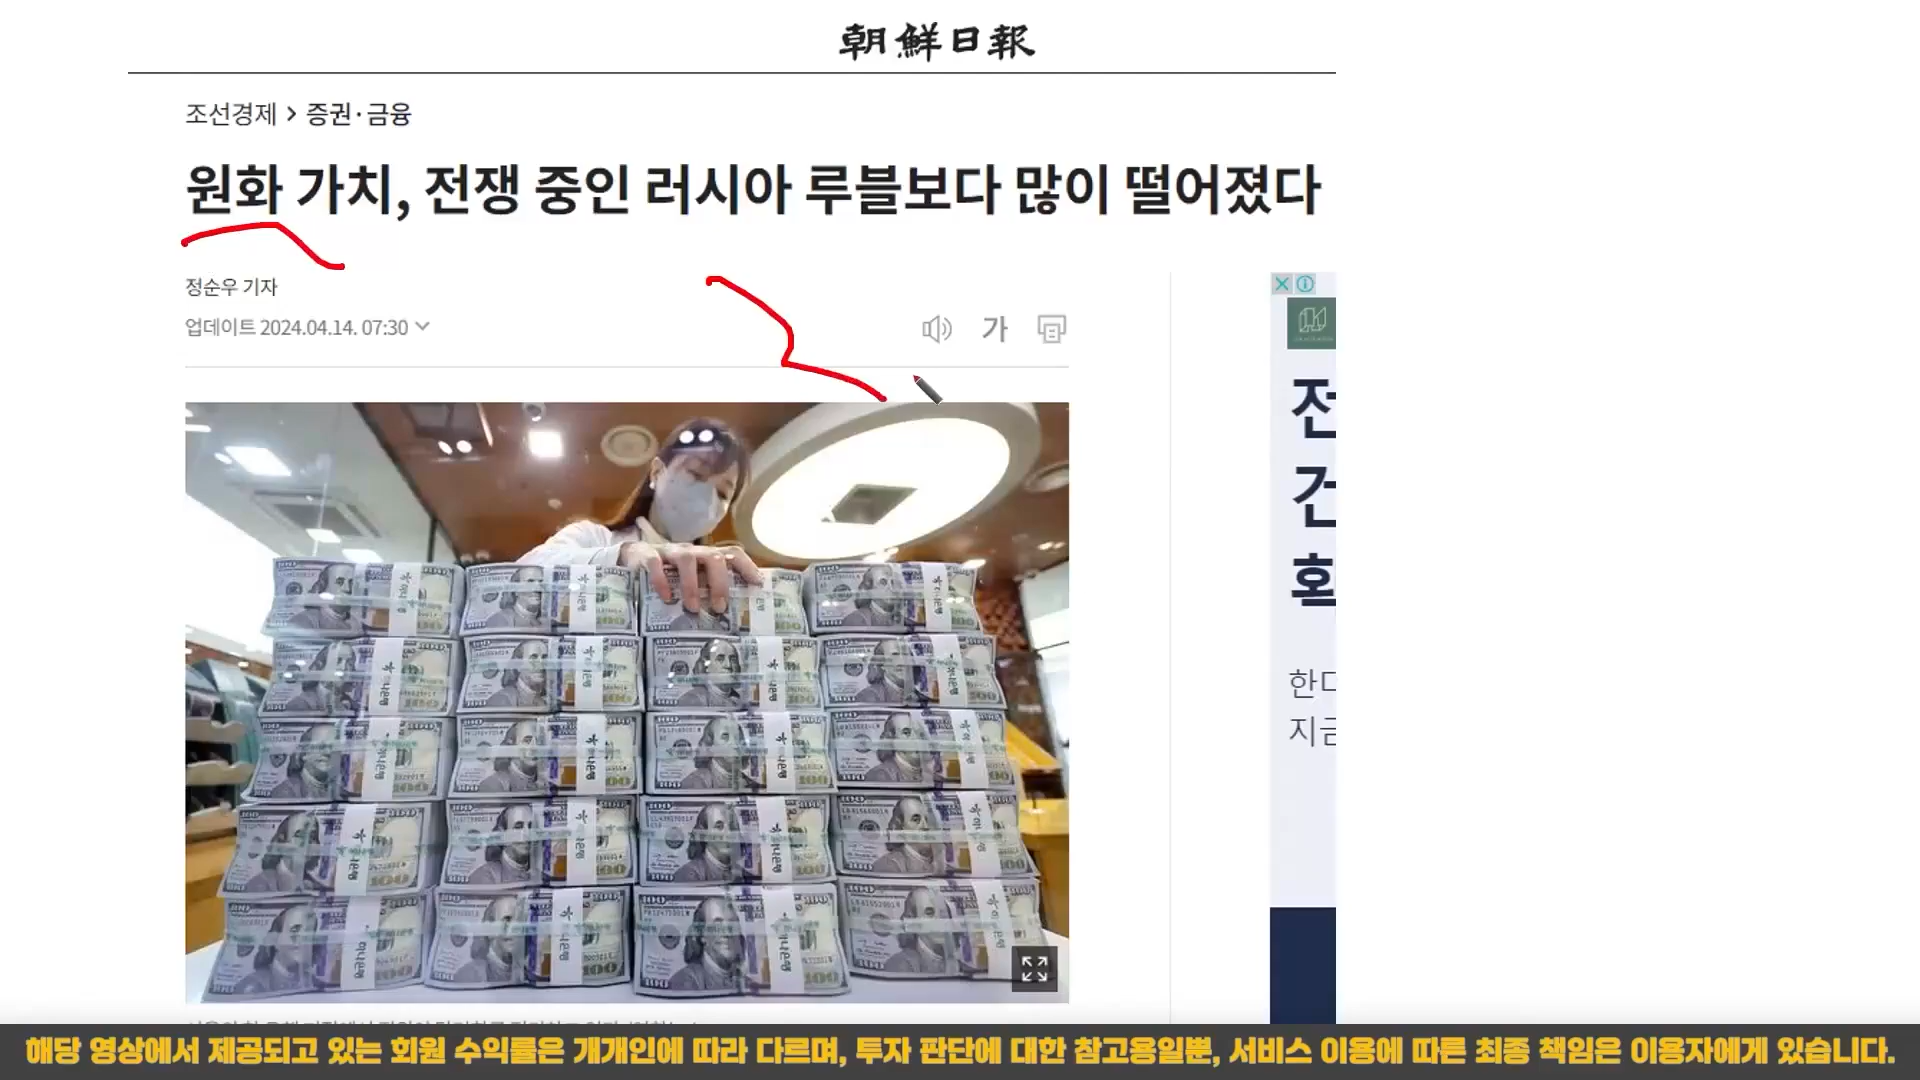 朝鮮日報
조선경제 > 증권·금융
원화 가치, 전쟁 중인 러시아 루블보다 많이 떨어졌다
정순우 기자
업데이트 2024.04.14. 07:30
가
전
건
확
한다
지금
해당 영상에서 제공되고 있는 회원 수익률은 개개인에 따라 다르며, 투자 판단에 대한 참고용일뿐, 서비스 이용에 따른 최종 책임은 이용자에게 있습니다.